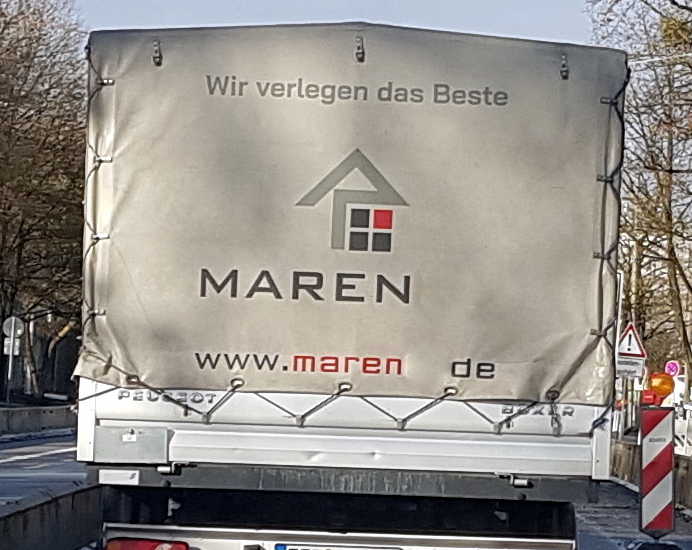 Wir verlegen das Beste
MAREN
www.maren de
PEUGEOT BOXER